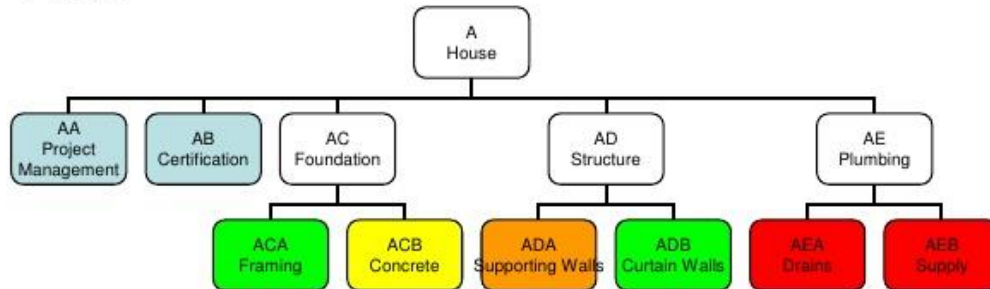 A
House
AA
Project
Management
AB
Certification
AC
Foundation
AD
Structure
AE
Plumbing
ACA
Framing
ACB
Concrete
ADA
Supporting Walls
ADB
Curtain Walls
AEA
Drains
AEB
Supply